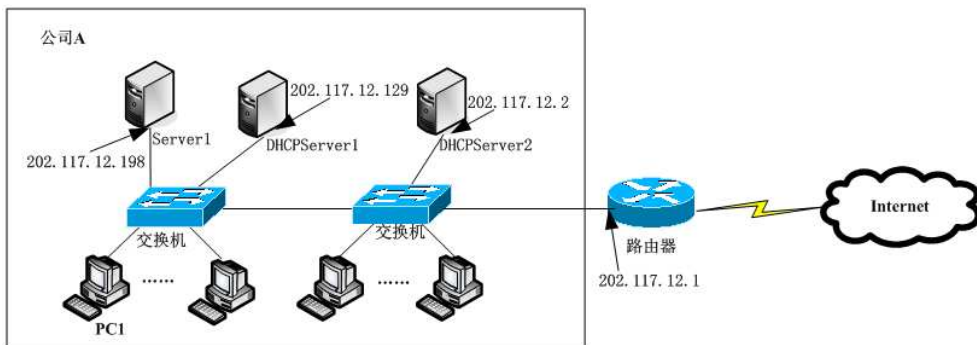 公司A
202.117.12.129
202.117.12.2
Server1
DHCPServer1
DHCPServer2
202.117.12.198
交换机
交换机
路由器
Internet
......
......
202.117.12.1
PC1